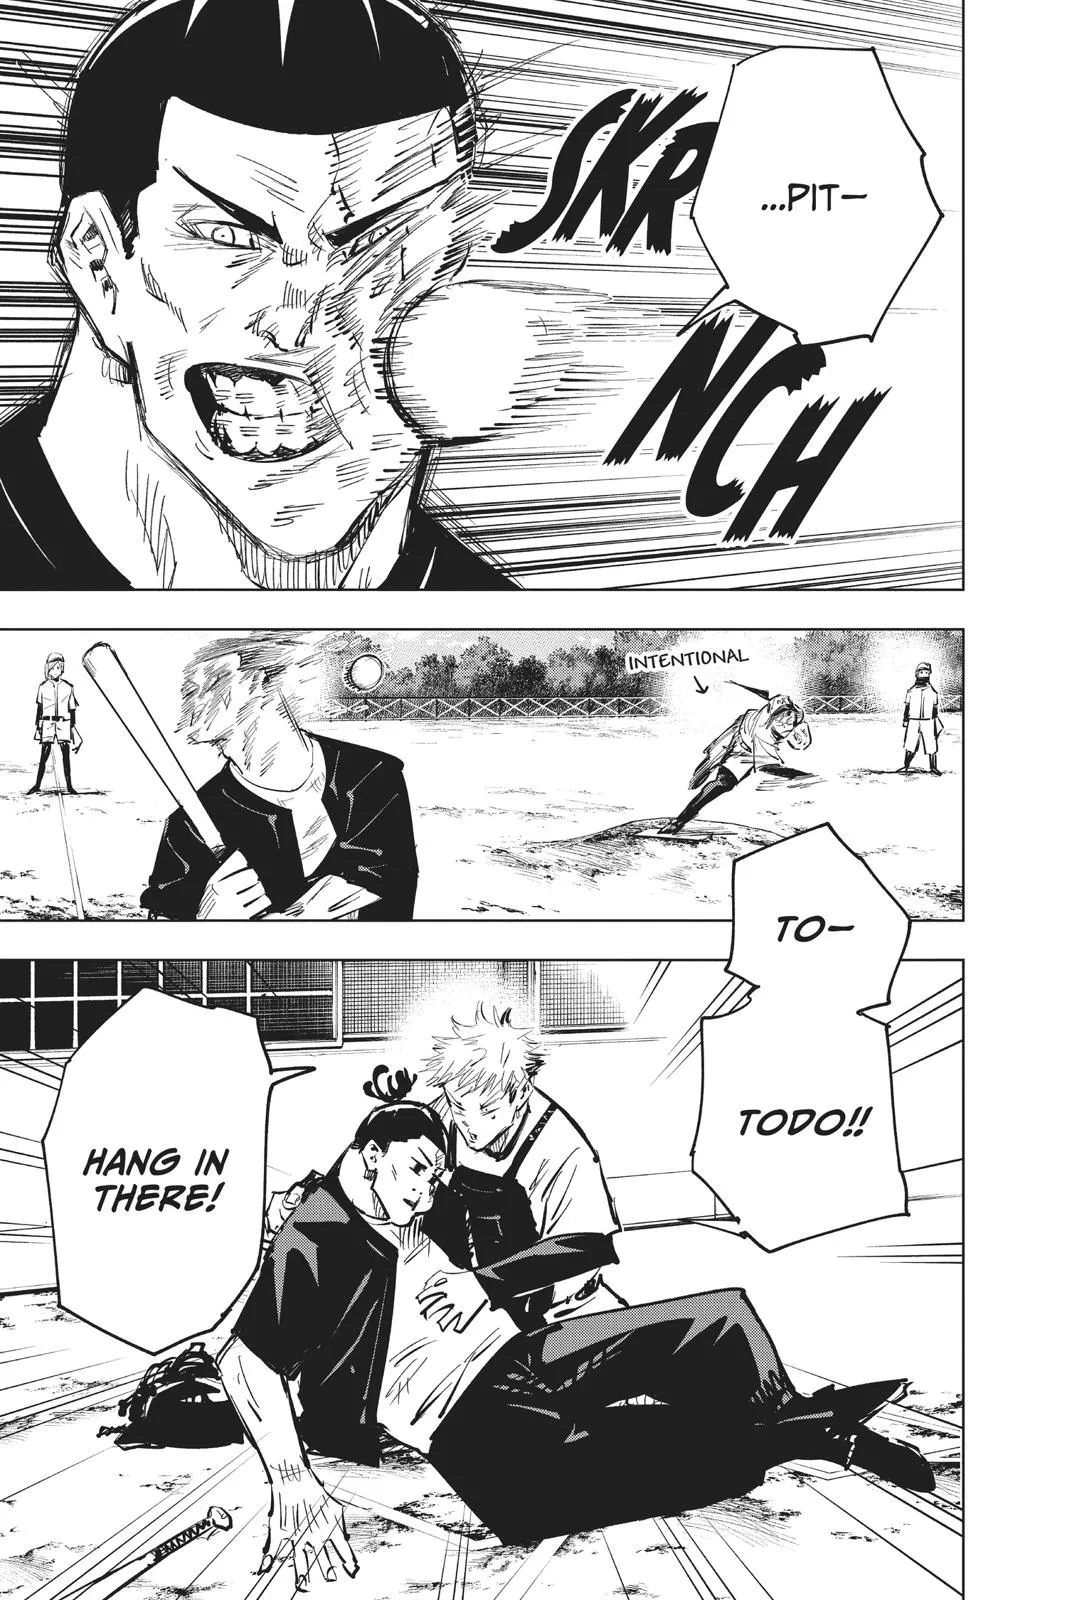 ...PIT—
SKR
NCH
INTENTIONAL
TO—
TODO!!
HANG IN
THERE!